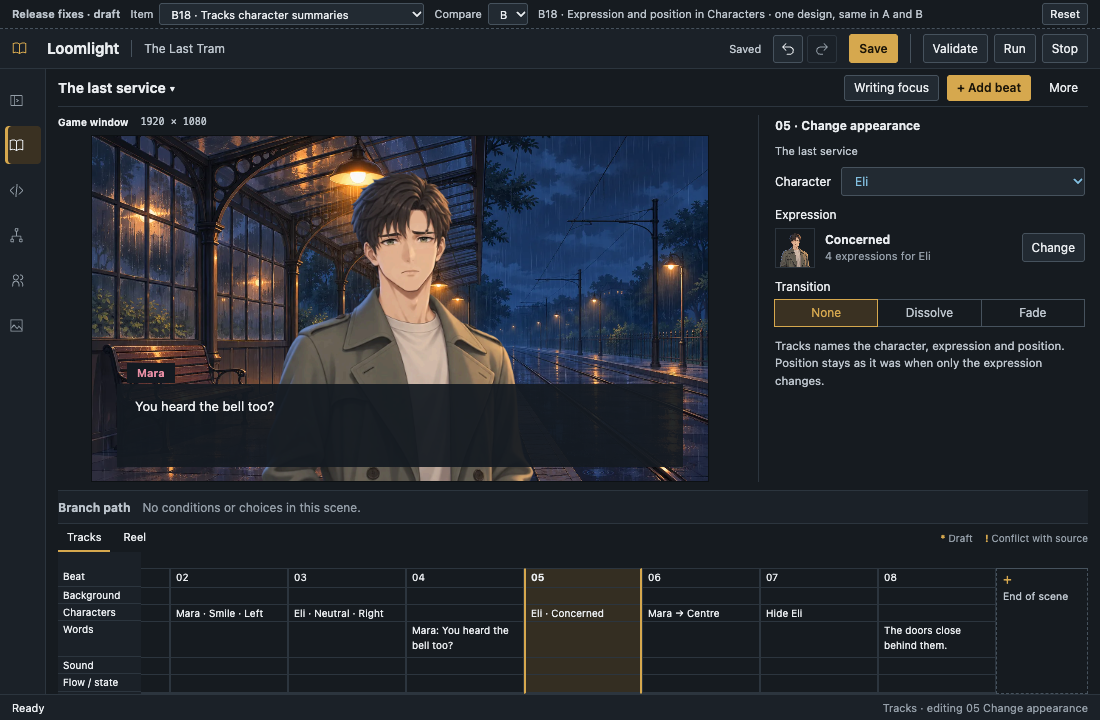 Release fixes · draft Item B18 · Tracks character summaries Compare B B18 · Expression and position in Characters · one design, same in A and B Reset
Loomlight The Last Tram Saved Save Validate Run Stop
The last service ▾ Writing focus + Add beat More
Game window 1920 × 1080
05 · Change appearance
The last service
Character Eli
Expression
Concerned
4 expressions for Eli
Change
Transition
None Dissolve Fade
Tracks names the character, expression and position.
Position stays as it was when only the expression
changes.
Mara
You heard the bell too?
Branch path No conditions or choices in this scene.
Tracks Reel * Draft ! Conflict with source
Beat 02 03 04 05 06 07 08 +
End of scene
Background
Characters Mara · Smile · Left Eli · Neutral · Right Eli · Concerned Mara → Centre Hide Eli
Words Mara: You heard the The doors close
bell too? behind them.
Sound
Flow / state
Ready Tracks · editing 05 Change appearance